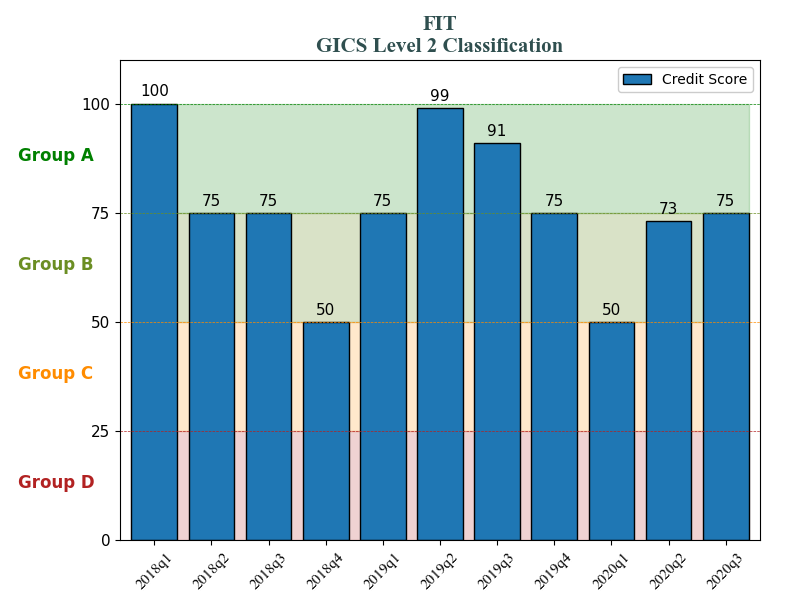 FIT
GICS Level 2 Classification
Credit Score
100
75
50
25
0
Group A
Group B
Group C
Group D
100
75
75
50
75
99
91
75
50
73
75
2018q1
2018q2
2018q3
2018q4
2019q1
2019q2
2019q3
2019q4
2020q1
2020q2
2020q3